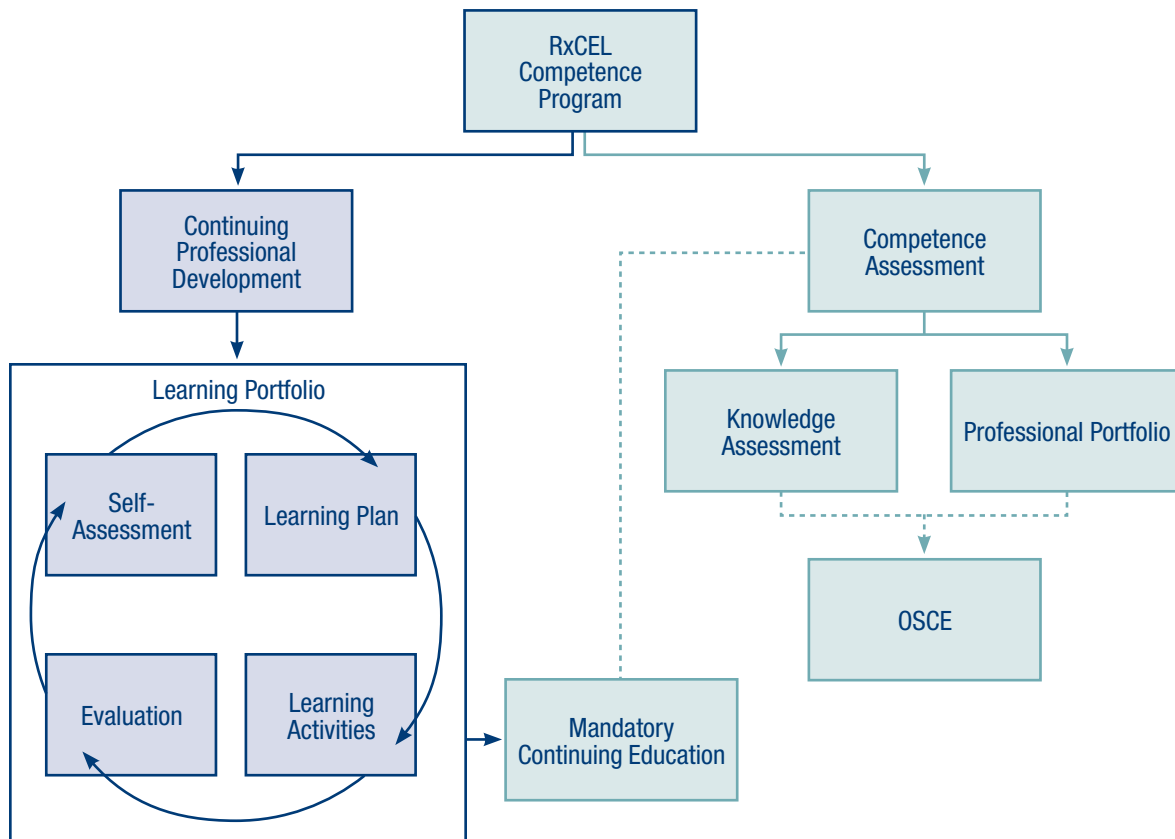 RxCEL
Competence
Program
Continuing
Professional
Development
Competence
Assessment
Learning Portfolio
Self-
Assessment
Learning Plan
Evaluation
Learning
Activities
Mandatory
Continuing Education
Knowledge
Assessment
Professional Portfolio
OSCE